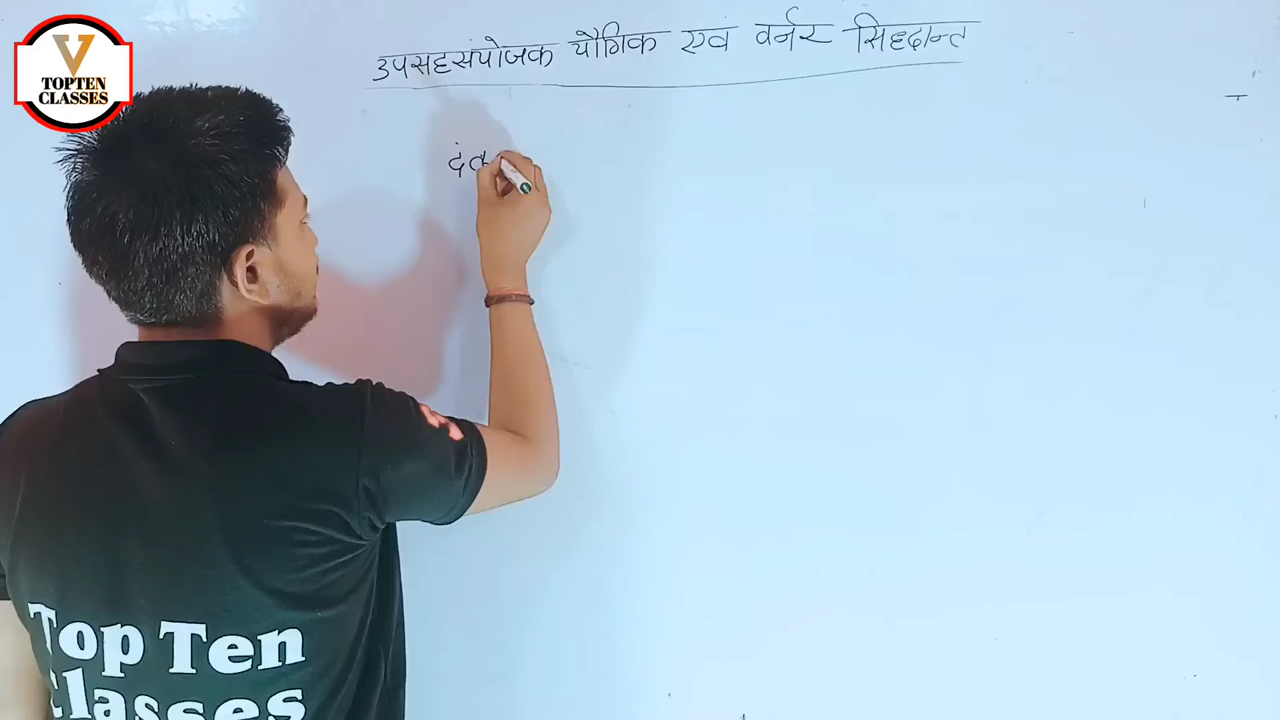 V
TOPTEN
CLASSES
उपसहसंयोजक यौगिक एवं वर्नर सिद्धान्त
Top Ten
Classes